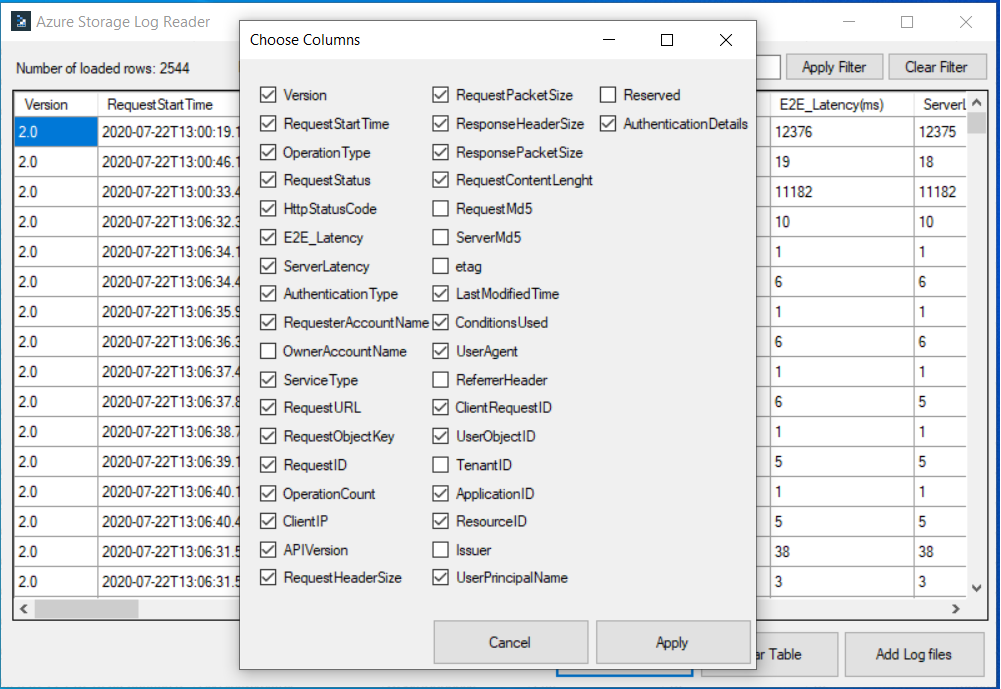 Azure Storage Log Reader
Choose Columns
Number of loaded rows: 2544
Apply Filter
Clear Filter
Version
RequestStartTime
2.0
2020-07-22T13:00:19.1
2.0
2020-07-22T13:00:46.1
2.0
2020-07-22T13:00:33.4
2.0
2020-07-22T13:06:32.3
2.0
2020-07-22T13:06:34.1
2.0
2020-07-22T13:06:34.4
2.0
2020-07-22T13:06:35.9
2.0
2020-07-22T13:06:36.3
2.0
2020-07-22T13:06:37.4
2.0
2020-07-22T13:06:37.8
2.0
2020-07-22T13:06:38.7
2.0
2020-07-22T13:06:39.1
2.0
2020-07-22T13:06:40.1
2.0
2020-07-22T13:06:40.4
2.0
2020-07-22T13:06:31.5
2.0
2020-07-22T13:06:31.5
Version
RequestStartTime
OperationType
RequestStatus
HttpStatusCode
E2E_Latency
ServerLatency
AuthenticationType
RequesterAccountName
OwnerAccountName
ServiceType
RequestURL
RequestObjectKey
RequestID
OperationCount
ClientIP
APIVersion
RequestHeaderSize
RequestPacketSize
ResponseHeaderSize
ResponsePacketSize
RequestContentLenght
RequestMd5
ServerMd5
etag
LastModifiedTime
ConditionsUsed
UserAgent
ReferrerHeader
ClientRequestID
UserObjectID
TenantID
ApplicationID
ResourceID
Issuer
UserPrincipalName
Reserved
AuthenticationDetails
Cancel
Apply
E2E_Latency(ms)
ServerL
12376
12375
19
18
11182
11182
10
10
1
1
6
6
1
1
6
6
1
1
6
5
1
1
5
5
1
1
5
5
38
38
3
3
ar Table
Add Log files